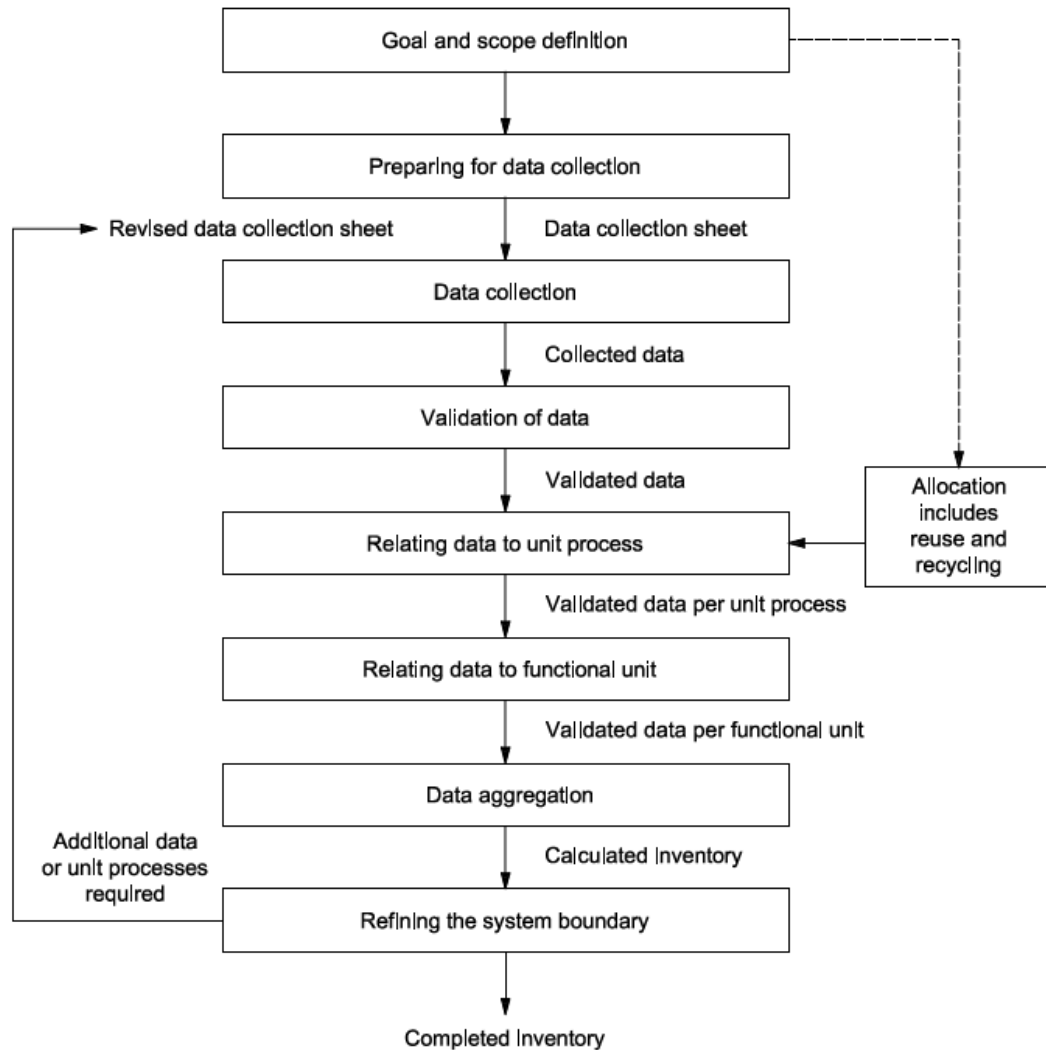 Goal and scope definition
Preparing for data collection
Revised data collection sheet
Data collection sheet
Data collection
Collected data
Validation of data
Validated data
Allocation
includes
reuse and
recycling
Relating data to unit process
Validated data per unit process
Relating data to functional unit
Validated data per functional unit
Data aggregation
Additional data
or unit processes
required
Calculated inventory
Refining the system boundary
Completed inventory